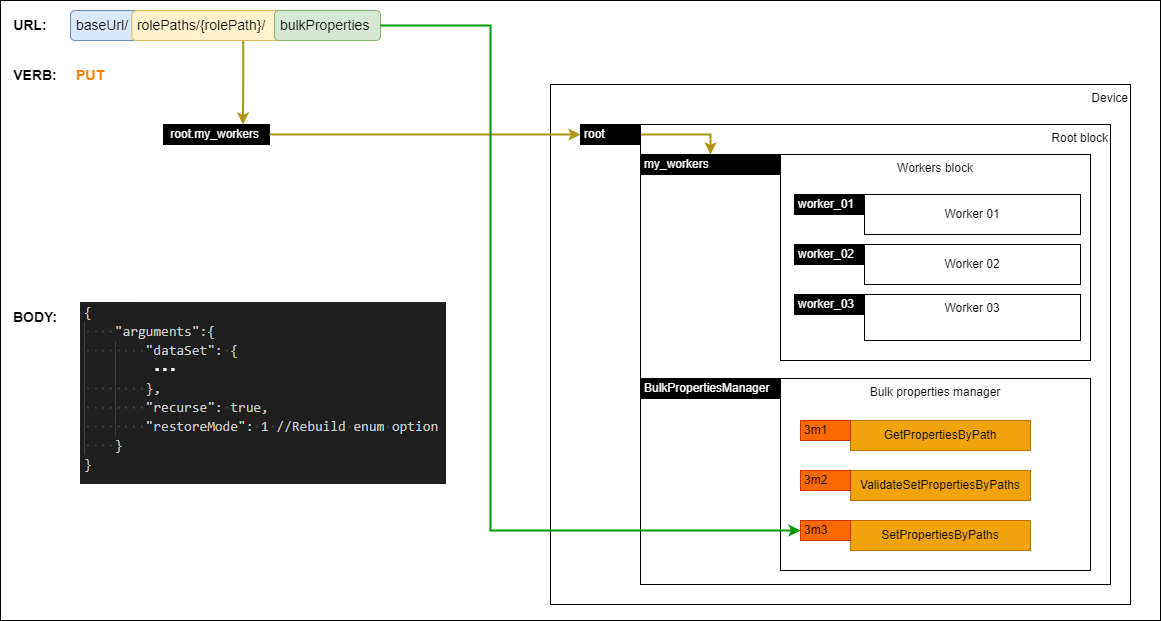 URL: baseUrl/ rolePaths/{rolePath}/ bulkProperties
VERB: PUT
Device
root.my_workers
root
Root block
my_workers
Workers block
worker_01
Worker 01
worker_02
Worker 02
worker_03
Worker 03
BODY:
{
"arguments":{
"dataSet": {
...
},
"recurse": true,
"restoreMode": 1 //Rebuild enum option
}
}
BulkPropertiesManager
Bulk properties manager
3m1
GetPropertiesByPath
3m2
ValidateSetPropertiesByPaths
3m3
SetPropertiesByPaths